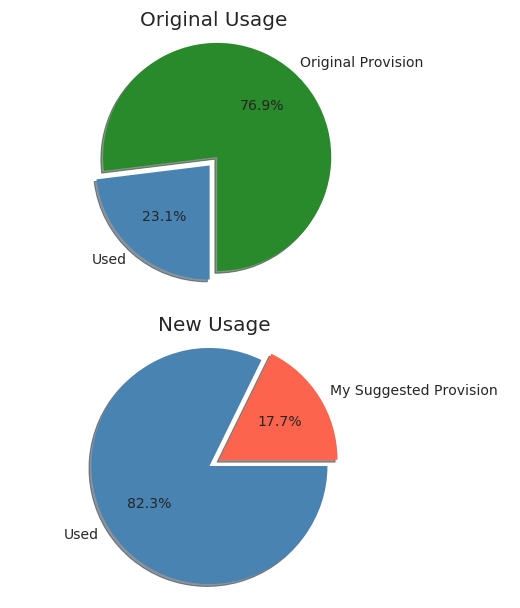 Original Usage
Original Provision
76.9%
23.1%
Used
New Usage
My Suggested Provision
17.7%
82.3%
Used